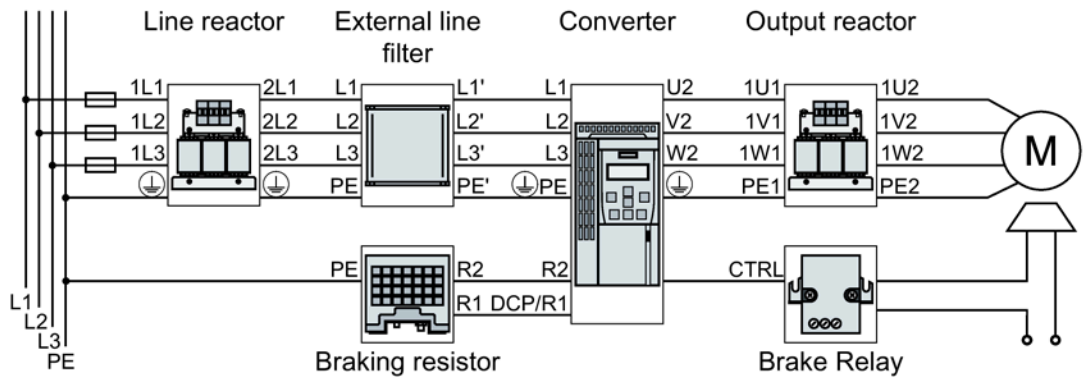 Line reactor External line filter Converter Output reactor
1L1 2L1 L1 L1' L1 U2 1U1 1U2
1L2 2L2 L2 L2' L2 V2 1V1 1V2
1L3 2L3 L3 L3' L3 W2 1W1 1W2
PE PE' PE PE1 PE2
M
PE R2 R2 CTRL
R1 DCP/R1
L1
L2
L3
PE
Braking resistor Brake Relay